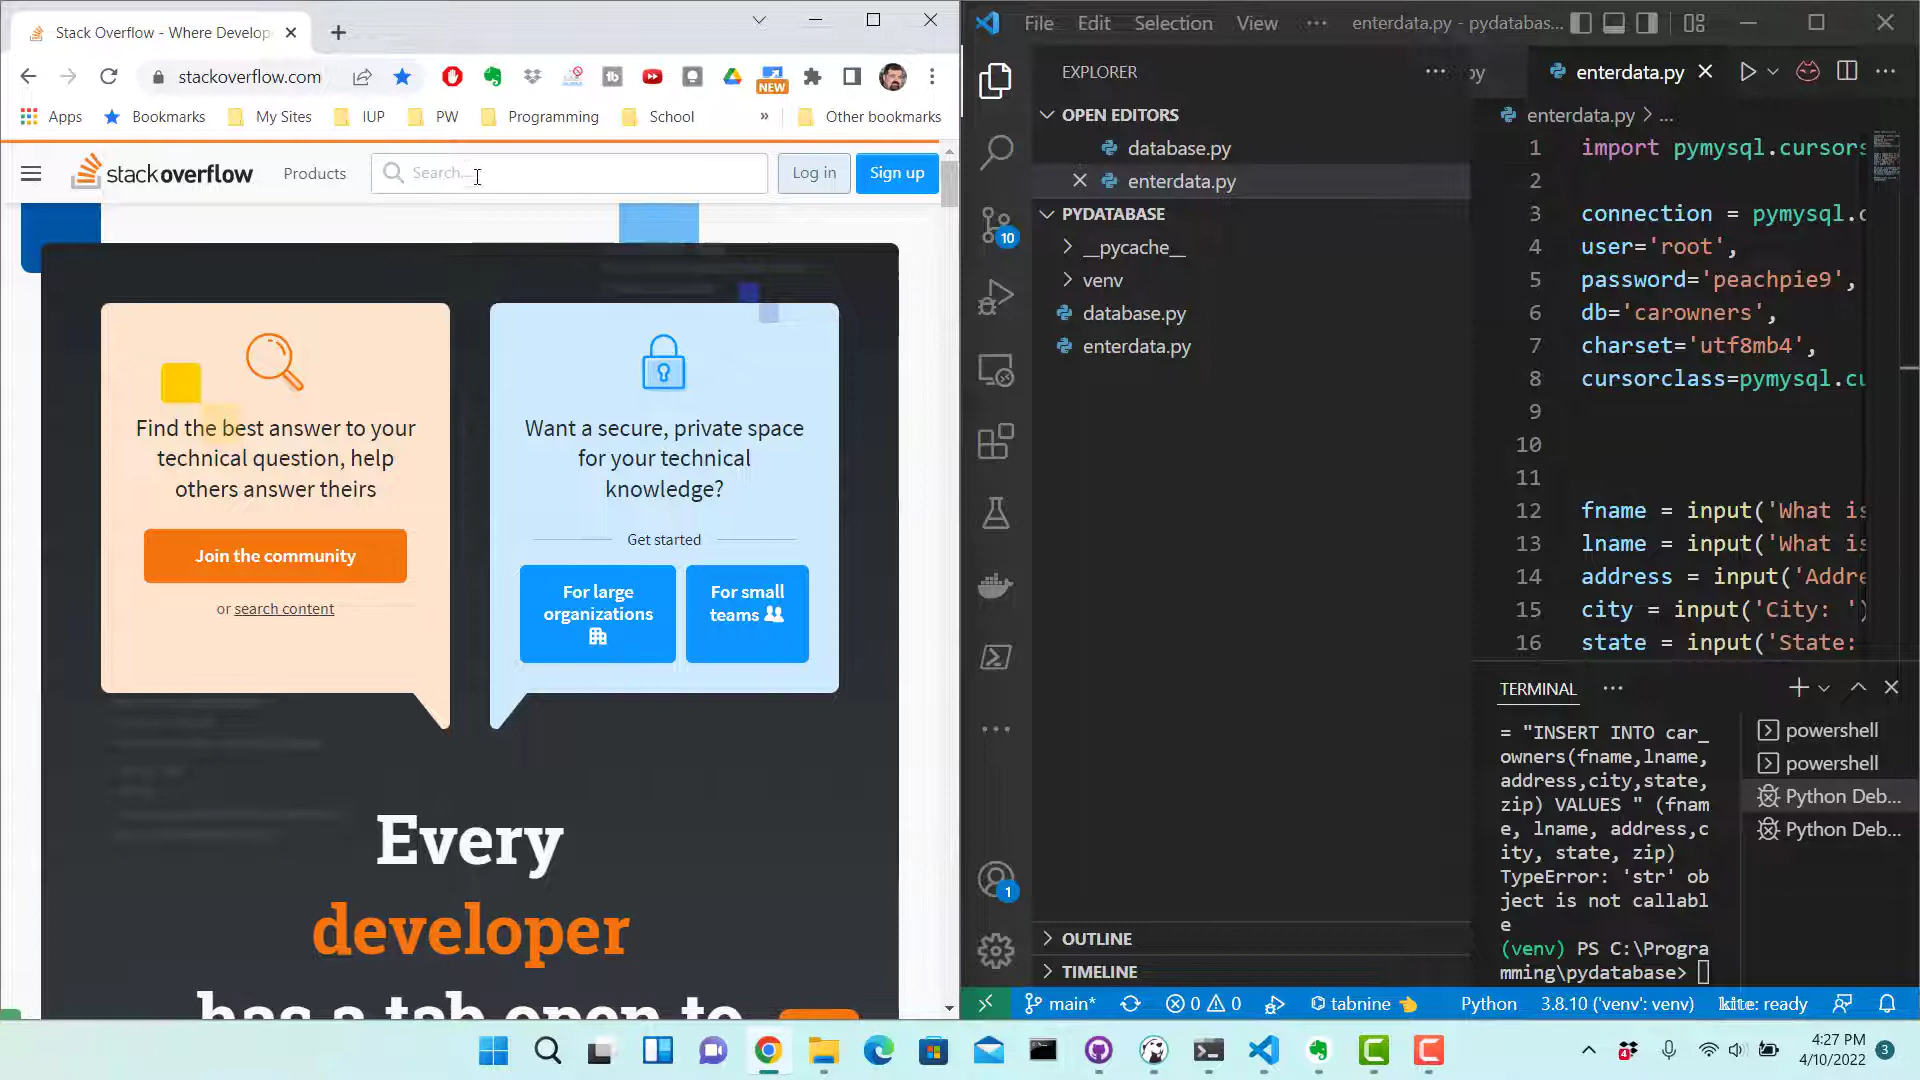 Stack Overflow - Where Develop
stackoverflow.com
NEW
Apps
Bookmarks
My Sites
IUP
PW
Programming
School
»
Other bookmarks
stackoverflow
Products
Search...
Log in
Sign up
Find the best answer to your
technical question, help
others answer theirs
Join the community
or search content
Want a secure, private space
for your technical
knowledge?
Get started
For large
organizations
For small
teams
Every
developer
has a tab open to
File
Edit
Selection
View
···
enterdata.py - pydatabas...
EXPLORER
···
py
enterdata.py
OPEN EDITORS
database.py
enterdata.py
PYDATABASE
__pycache__
venv
database.py
enterdata.py
OUTLINE
TIMELINE
10
1
enterdata.py > ...
1 import pymysql.cursors
2
3 connection = pymysql.c
4 user='root',
5 password='peachpie9',
6 db='carowners',
7 charset='utf8mb4',
8 cursorclass=pymysql.cu
9
10
11
12 fname = input('What is
13 lname = input('What is
14 address = input('Addre
15 city = input('City: ')
16 state = input('State:
TERMINAL
···
= "INSERT INTO car_
owners(fname,lname,
address,city,state,
zip) VALUES " (fnam
e, lname, address,c
ity, state, zip)
TypeError: 'str' ob
ject is not callabl
e
(venv) PS C:\Progra
mming\pydatabase>
powershell
powershell
Python Deb...
Python Deb...
main*
0
0
tabnine
Python
3.8.10 ('venv': venv)
kite: ready
4
4:27 PM
4/10/2022
3